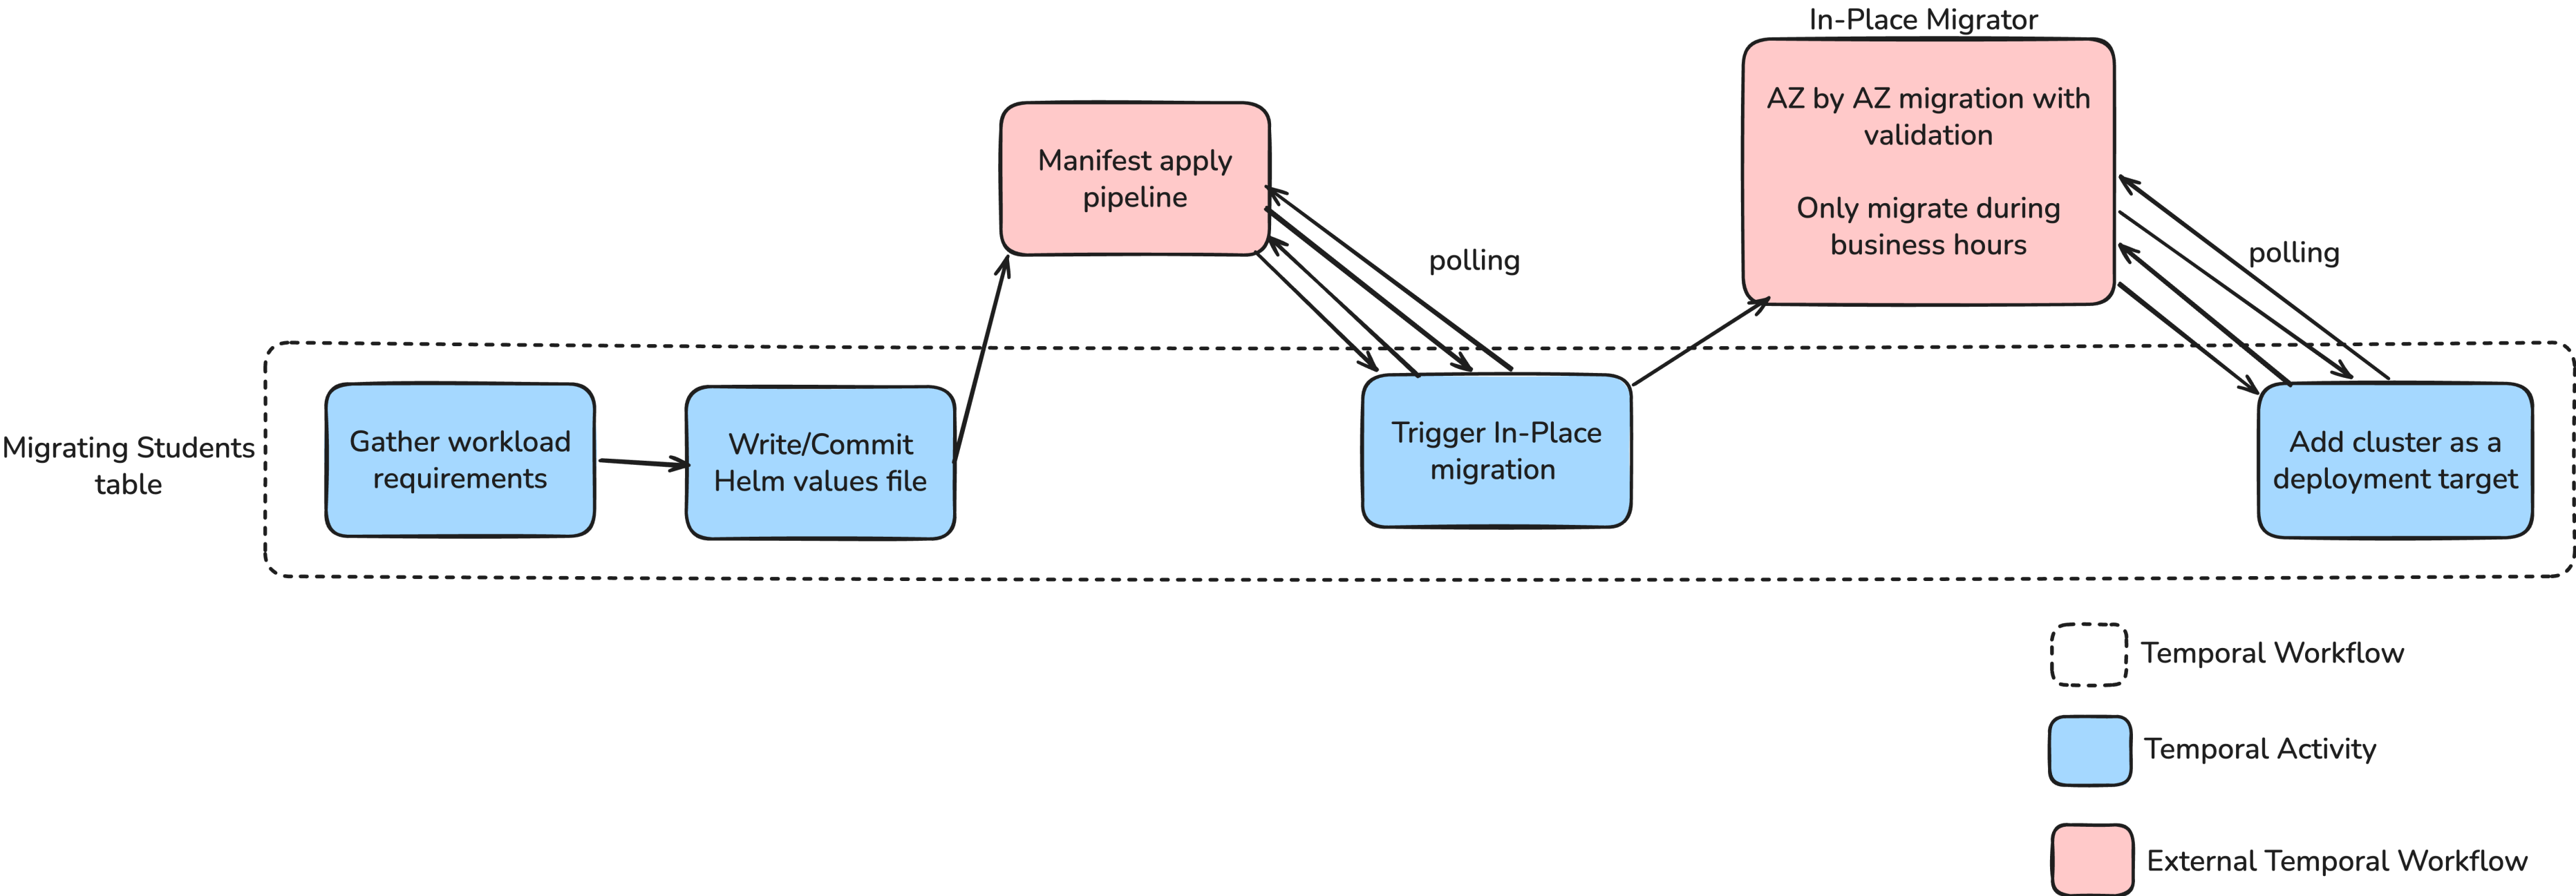 In-Place Migrator
AZ by AZ migration with
validation
Only migrate during
business hours
Manifest apply
pipeline
polling
polling
Migrating Students
table
Gather workload
requirements
Write/Commit
Helm values file
Trigger In-Place
migration
Add cluster as a
deployment target
Temporal Workflow
Temporal Activity
External Temporal Workflow